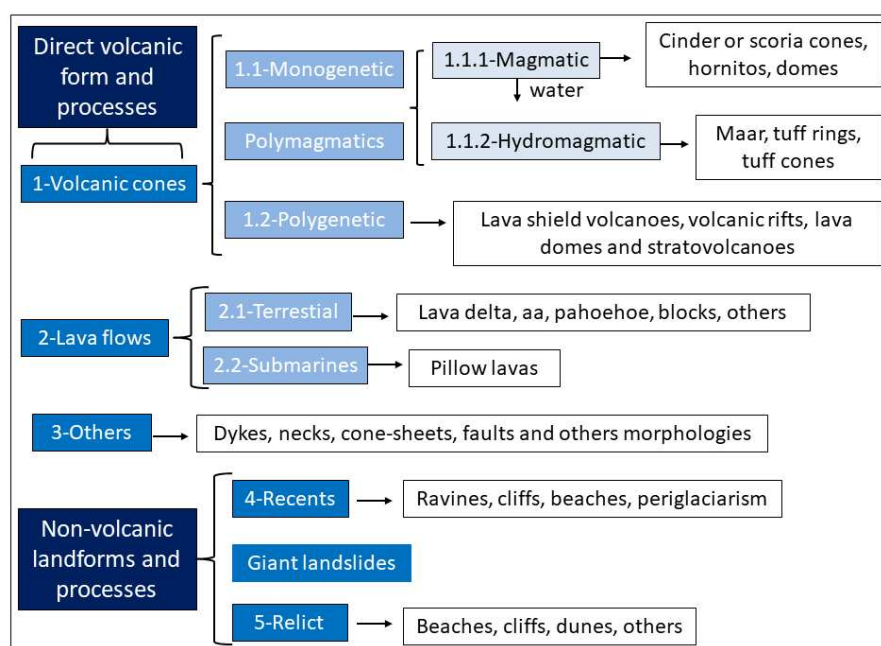 Direct volcanic
form and
processes
1-Volcanic cones
1.1-Monogenetic
Polymagmatics
1.1.1-Magmatic
water
1.1.2-Hydromagmatic
Cinder or scoria cones,
hornitos, domes
Maar, tuff rings,
tuff cones
1.2-Polygenetic
Lava shield volcanoes, volcanic rifts, lava
domes and stratovolcanoes
2-Lava flows
2.1-Terrestial
Lava delta, aa, pahoehoe, blocks, others
2.2-Submarines
Pillow lavas
3-Others
Dykes, necks, cone-sheets, faults and others morphologies
Non-volcanic
landforms and
processes
4-Recents
Ravines, cliffs, beaches, periglaciarism
Giant landslides
5-Relict
Beaches, cliffs, dunes, others